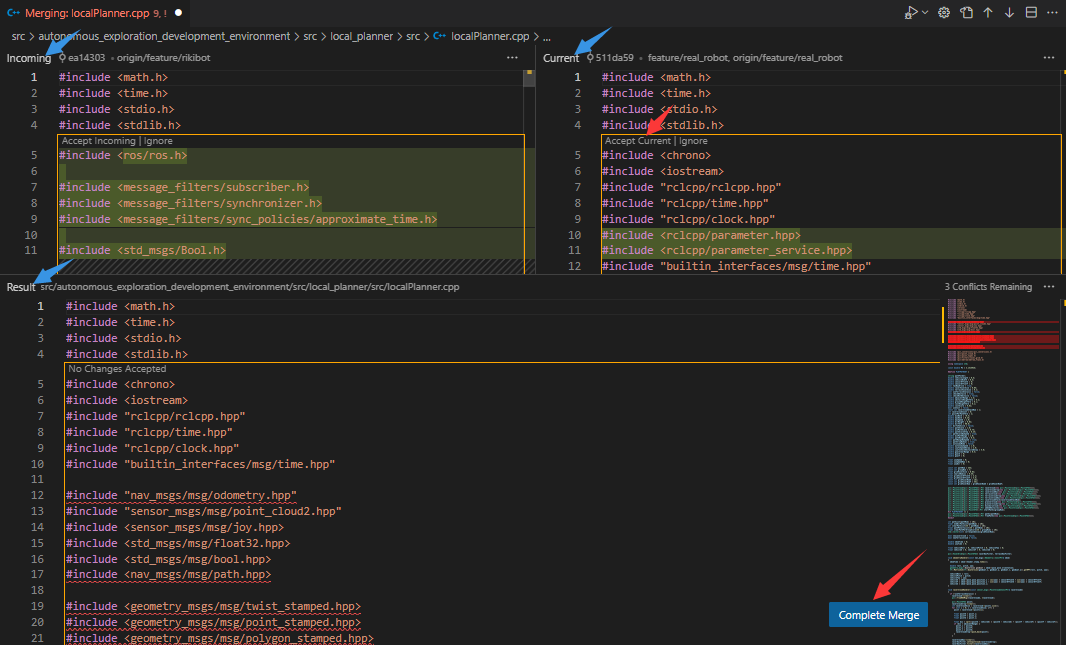 Merging: localPlanner.cpp 9, !
src > autonomous_exploration_development_environment > src > local_planner > src > localPlanner.cpp > ...
Incoming ea14303 • origin/feature/rikibot
1 #include <math.h>
2 #include <time.h>
3 #include <stdio.h>
4 #include <stdlib.h>
Accept Incoming | Ignore
5 #include <ros/ros.h>
6
7 #include <message_filters/subscriber.h>
8 #include <message_filters/synchronizer.h>
9 #include <message_filters/sync_policies/approximate_time.h>
10
11 #include <std_msgs/Bool.h>
Current 511da59 • feature/real_robot, origin/feature/real_robot
1 #include <math.h>
2 #include <time.h>
3 #include <stdio.h>
4 #include <stdlib.h>
Accept Current | Ignore
5 #include <chrono>
6 #include <iostream>
7 #include "rclcpp/rclcpp.hpp"
8 #include "rclcpp/time.hpp"
9 #include "rclcpp/clock.hpp"
10 #include <rclcpp/parameter.hpp>
11 #include <rclcpp/parameter_service.hpp>
12 #include "builtin_interfaces/msg/time.hpp"
Result src/autonomous_exploration_development_environment/src/local_planner/src/localPlanner.cpp
3 Conflicts Remaining
1 #include <math.h>
2 #include <time.h>
3 #include <stdio.h>
4 #include <stdlib.h>
No Changes Accepted
5 #include <chrono>
6 #include <iostream>
7 #include "rclcpp/rclcpp.hpp"
8 #include "rclcpp/time.hpp"
9 #include "rclcpp/clock.hpp"
10 #include "builtin_interfaces/msg/time.hpp"
11
12 #include "nav_msgs/msg/odometry.hpp"
13 #include "sensor_msgs/msg/point_cloud2.hpp"
14 #include <sensor_msgs/msg/joy.hpp>
15 #include <std_msgs/msg/float32.hpp>
16 #include <std_msgs/msg/bool.hpp>
17 #include <nav_msgs/msg/path.hpp>
18
19 #include <geometry_msgs/msg/twist_stamped.hpp>
20 #include <geometry_msgs/msg/point_stamped.hpp>
21 #include <geometry_msgs/msg/polygon_stamped.hpp>
Complete Merge